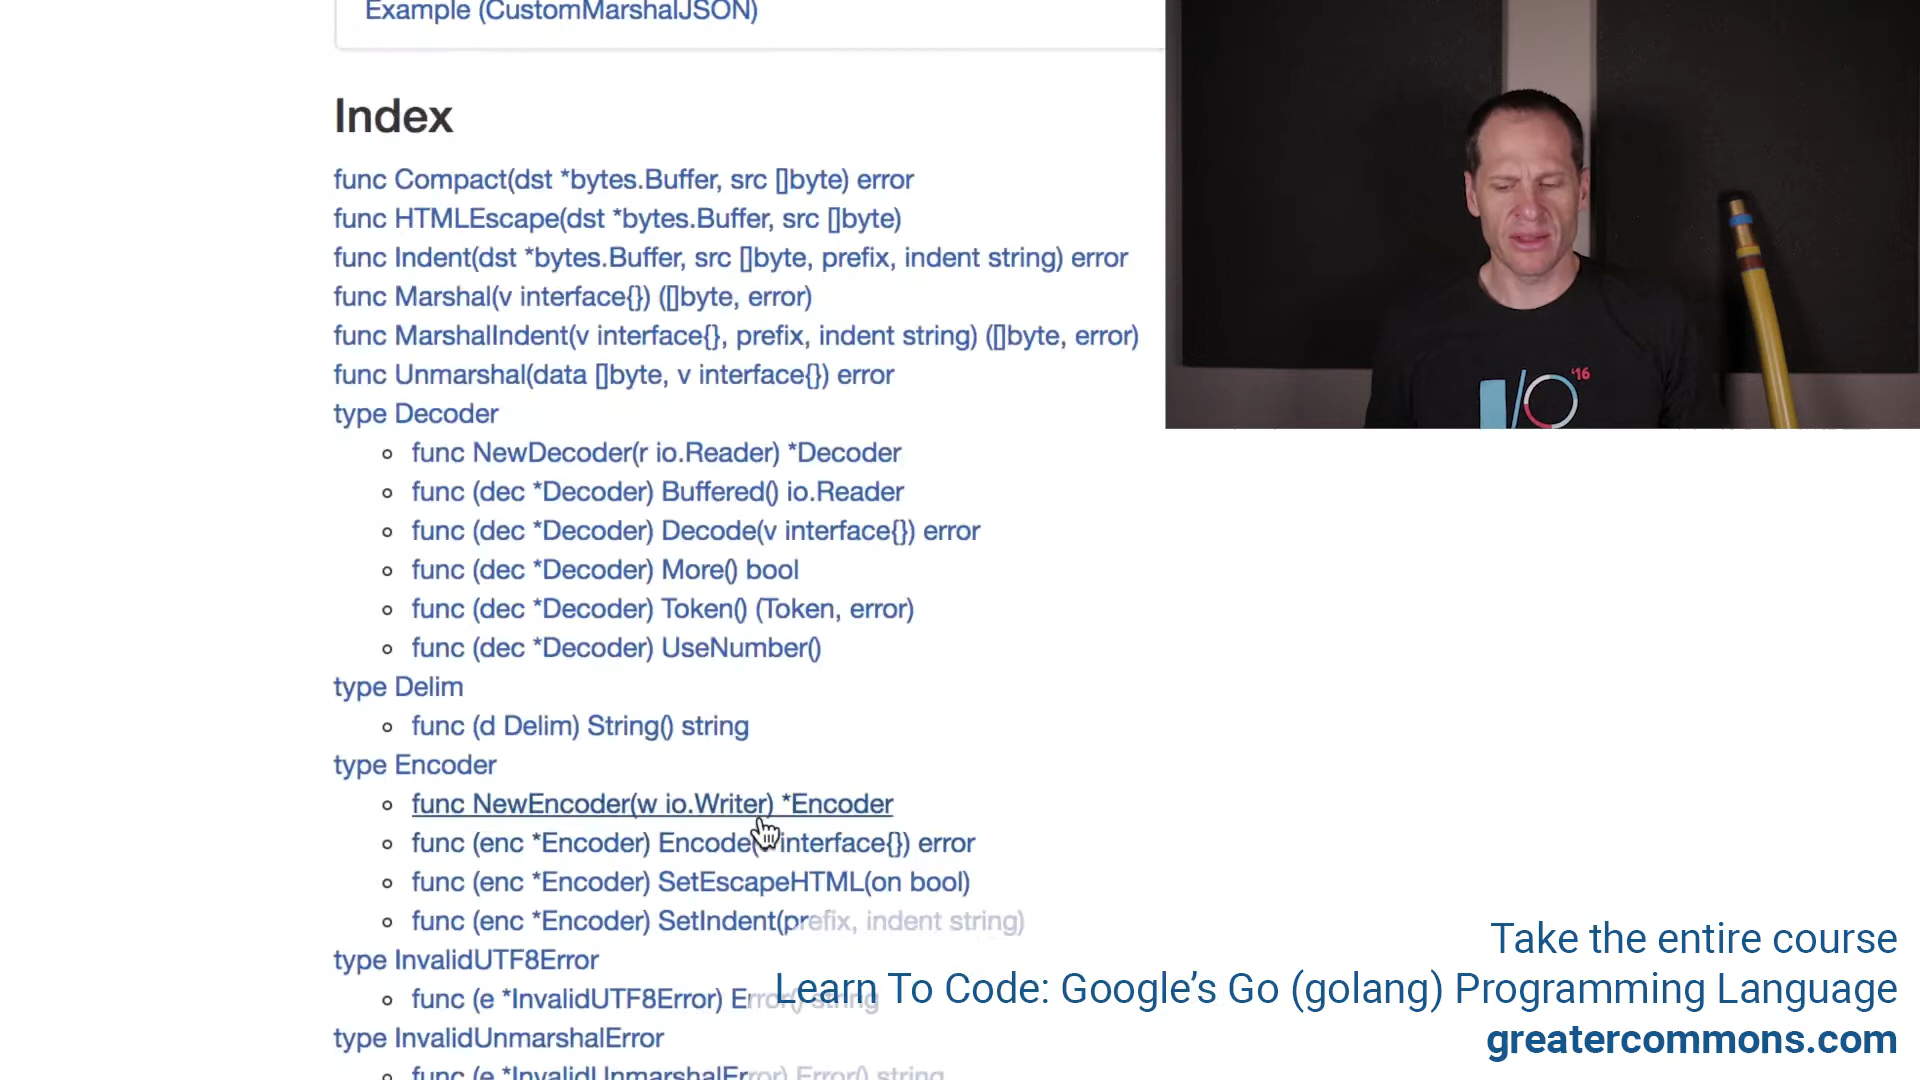 Example (CustomMarshalJSON)
Index
func Compact(dst *bytes.Buffer, src []byte) error
func HTMLEscape(dst *bytes.Buffer, src []byte)
func Indent(dst *bytes.Buffer, src []byte, prefix, indent string) error
func Marshal(v interface{}) ([]byte, error)
func MarshalIndent(v interface{}, prefix, indent string) ([]byte, error)
func Unmarshal(data []byte, v interface{}) error
type Decoder
func NewDecoder(r io.Reader) *Decoder
func (dec *Decoder) Buffered() io.Reader
func (dec *Decoder) Decode(v interface{}) error
func (dec *Decoder) More() bool
func (dec *Decoder) Token() (Token, error)
func (dec *Decoder) UseNumber()
type Delim
func (d Delim) String() string
type Encoder
func NewEncoder(w io.Writer) *Encoder
func (enc *Encoder) Encode( interface{}) error
func (enc *Encoder) SetEscapeHTML(on bool)
func (enc *Encoder) SetIndent(prefix, indent string)
type InvalidUTF8Error
func (e *InvalidUTF8Error) Error() string
type InvalidUnmarshalError
func (e *InvalidUnmarshalError) Error() string
I/O '16
Take the entire course
Learn To Code: Google’s Go (golang) Programming Language
greatercommons.com